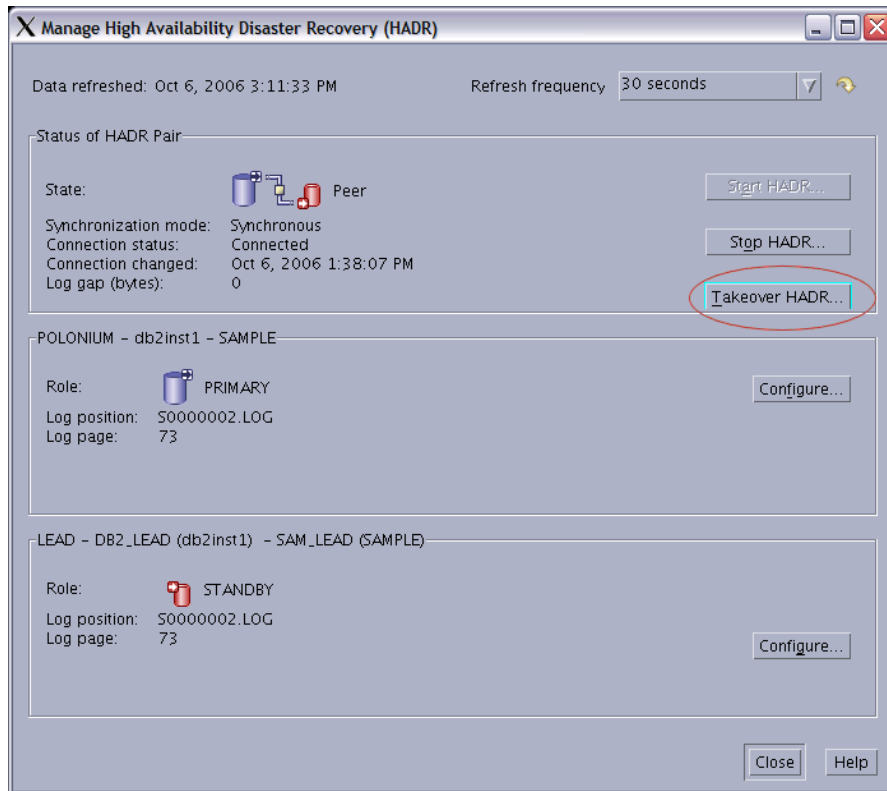 Manage High Availability Disaster Recovery (HADR)
Data refreshed: Oct 6, 2006 3:11:33 PM
Refresh frequency 30 seconds
Status of HADR Pair
State: Peer
Start HADR...
Synchronization mode: Synchronous
Connection status: Connected
Stop HADR...
Connection changed: Oct 6, 2006 1:38:07 PM
Log gap (bytes): 0
Takeover HADR...
POLONIUM - db2inst1 - SAMPLE
Role: PRIMARY
Configure...
Log position: S0000002.LOG
Log page: 73
LEAD - DB2_LEAD (db2inst1) - SAM_LEAD (SAMPLE)
Role: STANDBY
Log position: S0000002.LOG
Log page: 73
Configure...
Close Help